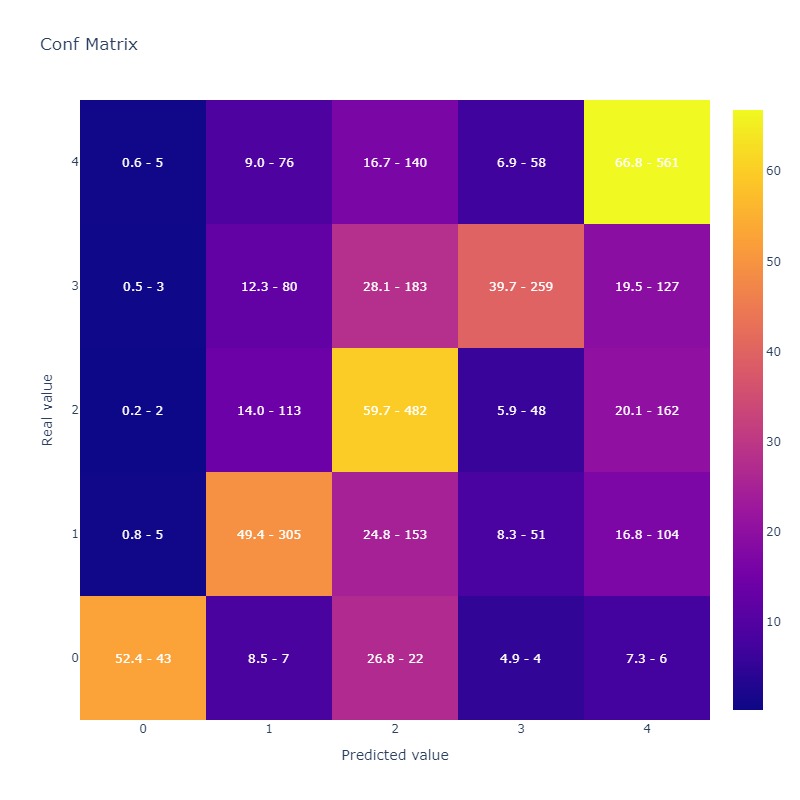 Conf Matrix
4 0.6 - 5 9.0 - 76 16.7 - 140 6.9 - 58 66.8 - 561
3 0.5 - 3 12.3 - 80 28.1 - 183 39.7 - 259 19.5 - 127
2 0.2 - 2 14.0 - 113 59.7 - 482 5.9 - 48 20.1 - 162
1 0.8 - 5 49.4 - 305 24.8 - 153 8.3 - 51 16.8 - 104
0 52.4 - 43 8.5 - 7 26.8 - 22 4.9 - 4 7.3 - 6
0 1 2 3 4
Predicted value
Real value
60
50
40
30
20
10